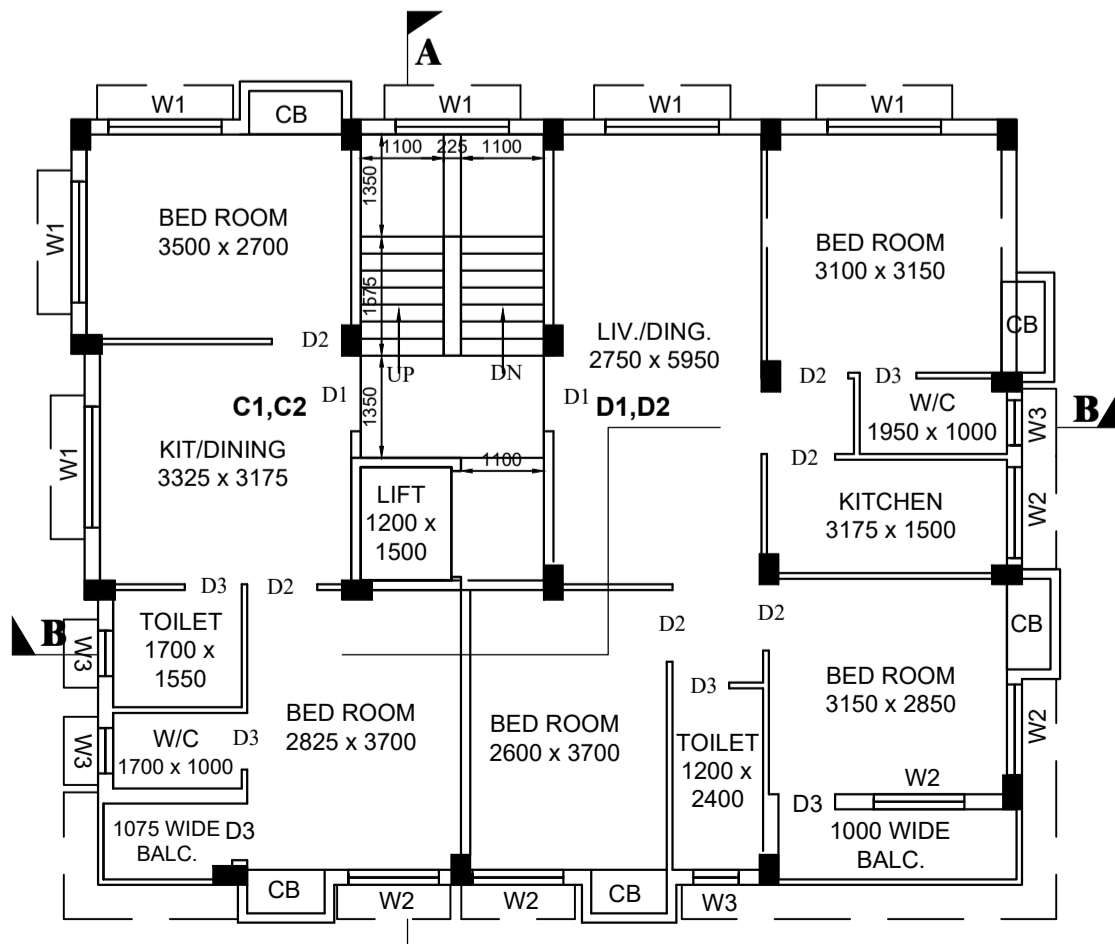 A
W1
W1
W1
W1
CB
1100
225
1100
1350
W1
BED ROOM
3500 x 2700
BED ROOM
3100 x 3150
1575
CB
D2
LIV./DING.
2750 x 5950
UP
DN
D2
D3
D1
D1
C1,C2
D1,D2
1350
W/C
1950 x 1000
W3
B
W1
KIT/DINING
3325 x 3175
1100
D2
LIFT
1200 x
1500
KITCHEN
3175 x 1500
W2
D3
D2
B
W3
TOILET
1700 x
1550
D2
D2
CB
D3
BED ROOM
3150 x 2850
BED ROOM
2825 x 3700
BED ROOM
2600 x 3700
W2
W3
W/C
1700 x 1000
D3
TOILET
1200 x
2400
W2
D3
1075 WIDE
BALC.
D3
1000 WIDE
BALC.
CB
CB
W2
W2
W3